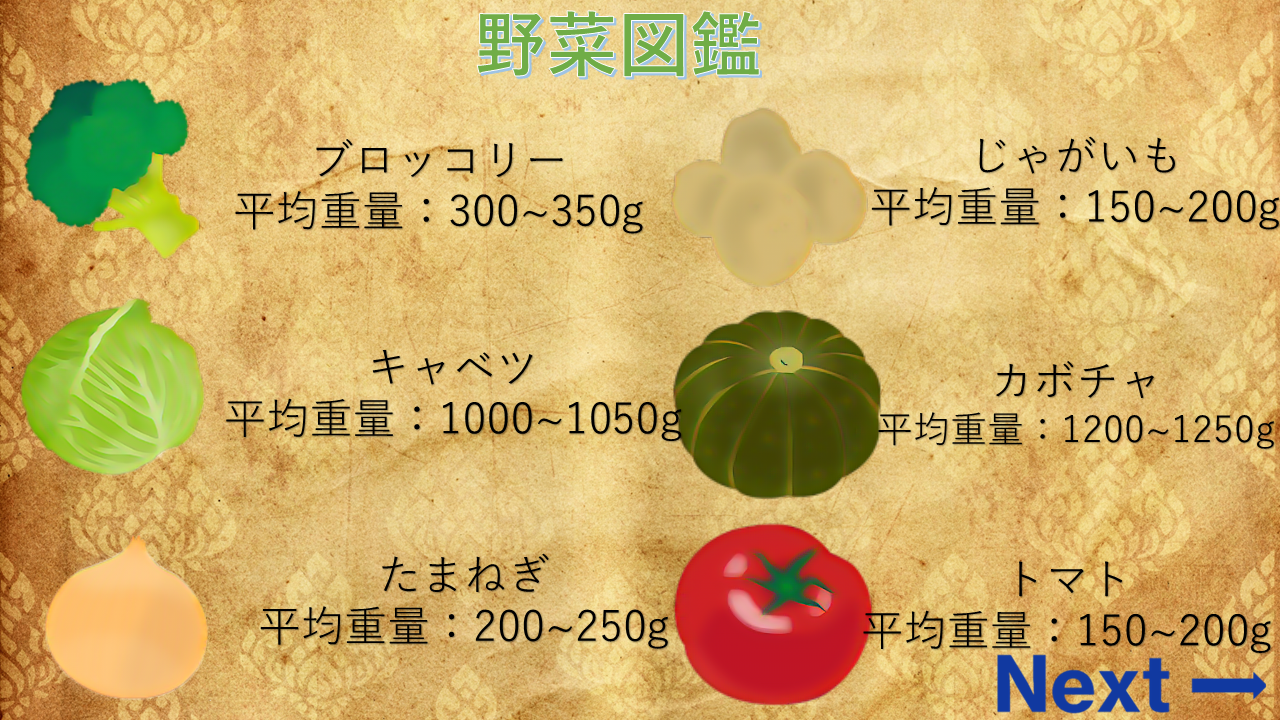 野菜図鑑
ブロッコリー
平均重量：300~350g
じゃがいも
平均重量：150~200g
キャベツ
平均重量：1000~1050g
カボチャ
平均重量：1200~1250g
たまねぎ
平均重量：200~250g
トマト
平均重量：150~200g
Next